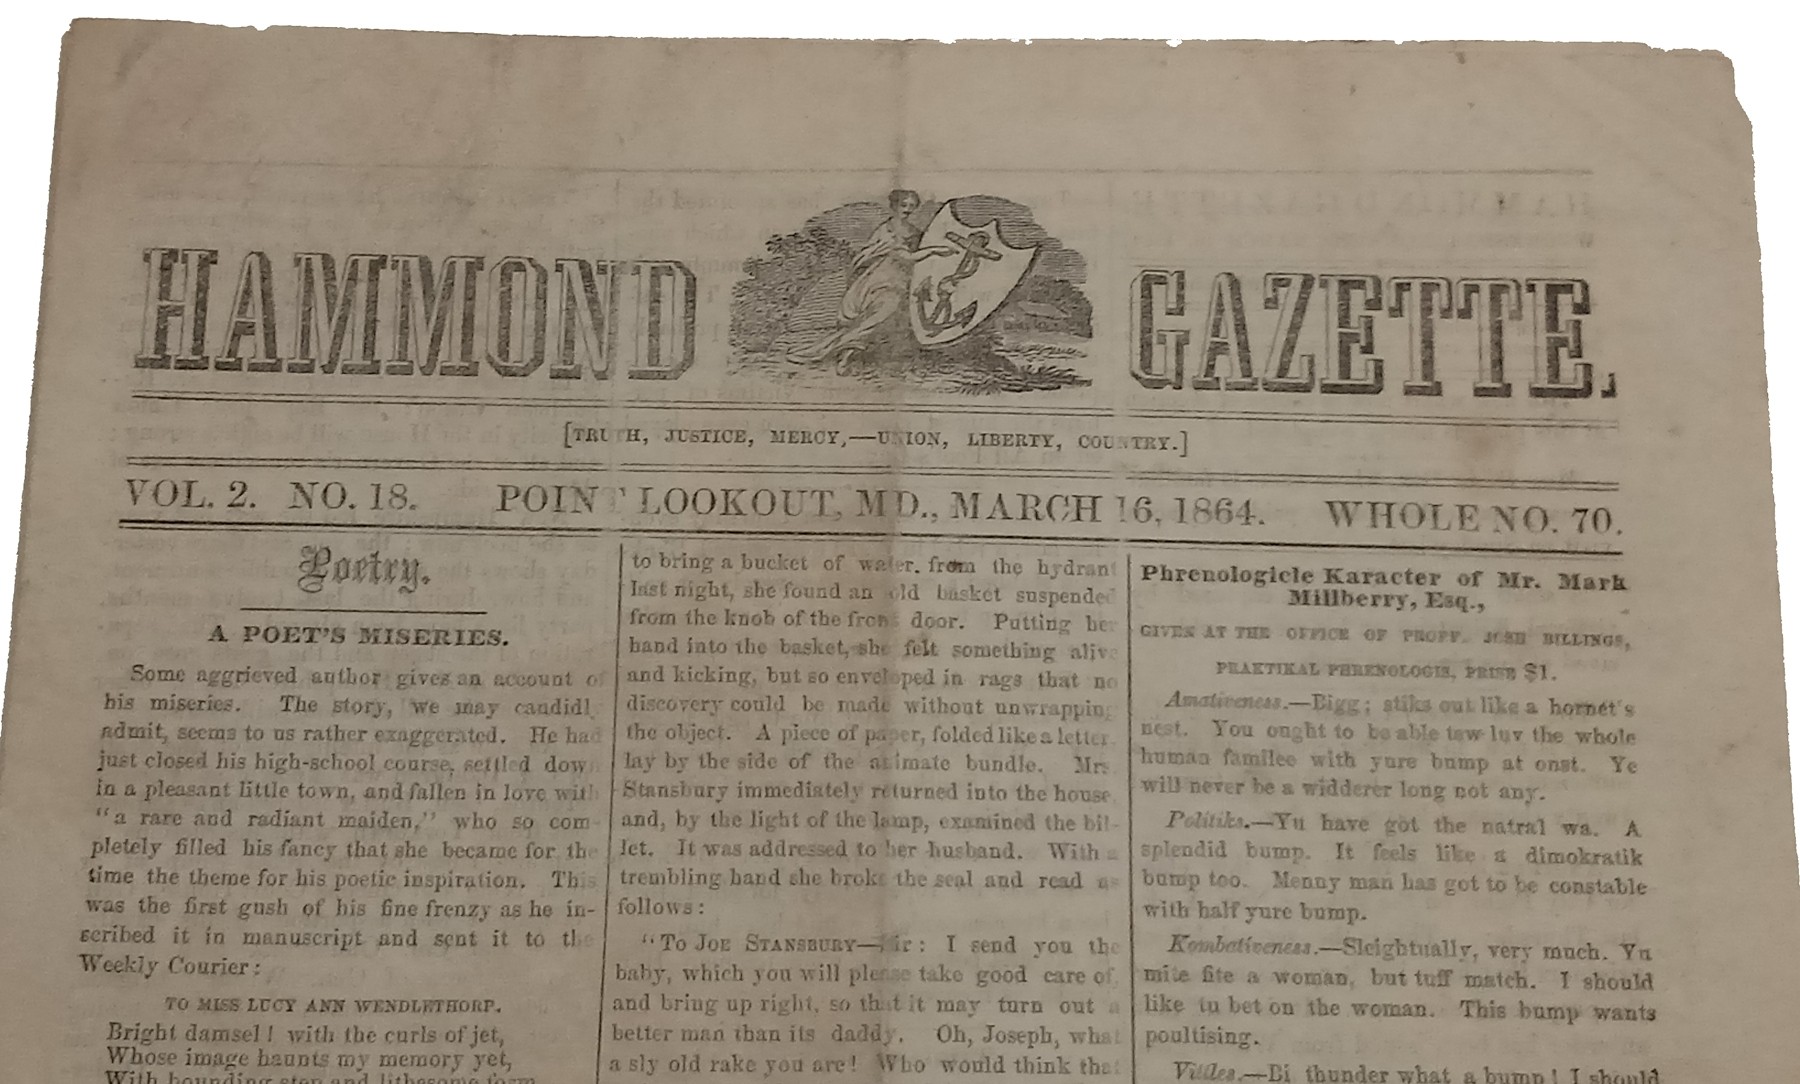 HAMMOND GAZETTE.
[TRUTH, JUSTICE, MERCY,—UNION, LIBERTY, COUNTRY.]
VOL. 2. NO. 18. POINT LOOKOUT, MD., MARCH 16, 1864. WHOLE NO. 70.
Poetry.
A POET'S MISERIES.
Some aggrieved author gives an account of
his miseries. The story, we may candidly
admit, seems to us rather exaggerated. He had
just closed his high-school course, settled down
in a pleasant little town, and fallen in love with
"a rare and radiant maiden," who so com-
pletely filled his fancy that she became for the
time the theme for his poetic inspiration. This
was the first gush of his fine frenzy as he in-
scribed it in manuscript and sent it to the
Weekly Courier:
TO MISS LUCY ANN WENDLETHORP.
Bright damsel! with the curls of jet,
Whose image haunts my memory yet,
With bounding step and lithesome form
to bring a bucket of water. from the hydrant
last night, she found an old basket suspended
from the knob of the front door. Putting her
hand into the basket, she felt something alive
and kicking, but so enveloped in rags that no
discovery could be made without unwrapping
the object. A piece of paper, folded like a letter
lay by the side of the animate bundle. Mrs
Stansbury immediately returned into the house
and, by the light of the lamp, examined the bil-
let. It was addressed to her husband. With a
trembling hand she broke the seal and read as
follows:
"To Joe Stansbury—Sir: I send you the
baby, which you will please take good care of
and bring up right, so that it may turn out a
better man than its daddy. Oh, Joseph, what
a sly old rake you are! Who would think that
Phrenologicle Karacter of Mr. Mark
Millberry, Esq.,
GIVEN AT THE OFFICE OF PROFF. JOSH BILLINGS,
PRAKTIKAL PHRENOLOGIS, PRISE $1.
Amativeness.—Bigg; stiks out like a hornet's
nest. You ought to be able tew luv the whole
human familee with yure bump at onst. Ye
will never be a widderer long not any.
Politiks.—Yu have got the natral wa. A
splendid bump. It feels like a dimokratik
bump too. Menny man has got to be constable
with half yure bump.
Kombativeness.—Sleightually, very much. Yu
mite fite a woman, but tuff match. I should
like tu bet on the woman. This bump wants
poultising.
Vittles.—Bi thunder what a bump! I should